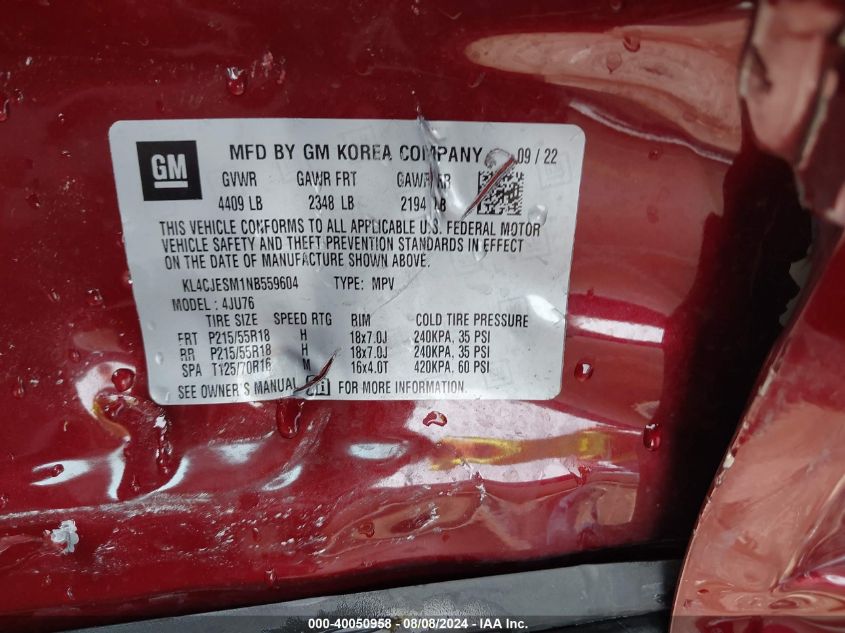 GM MFD BY GM KOREA COMPANY 09 / 22
GVWR GAWR FRT GAWR RR
4409 LB 2348 LB 2194 LB
THIS VEHICLE CONFORMS TO ALL APPLICABLE U.S. FEDERAL MOTOR
VEHICLE SAFETY AND THEFT PREVENTION STANDARDS IN EFFECT
ON THE DATE OF MANUFACTURE SHOWN ABOVE.
KL4CJESM1NB559604 TYPE: MPV
MODEL: 4JU76
TIRE SIZE SPEED RTG RIM COLD TIRE PRESSURE
FRT P215/55R18 H 18x7.0J 240KPA, 35 PSI
RR P215/55R18 H 18x7.0J 240KPA, 35 PSI
SPA T125/70R16 M 16x4.0T 420KPA, 60 PSI
SEE OWNER'S MANUAL FOR MORE INFORMATION.
000-40050958 - 08/08/2024 - IAA Inc.